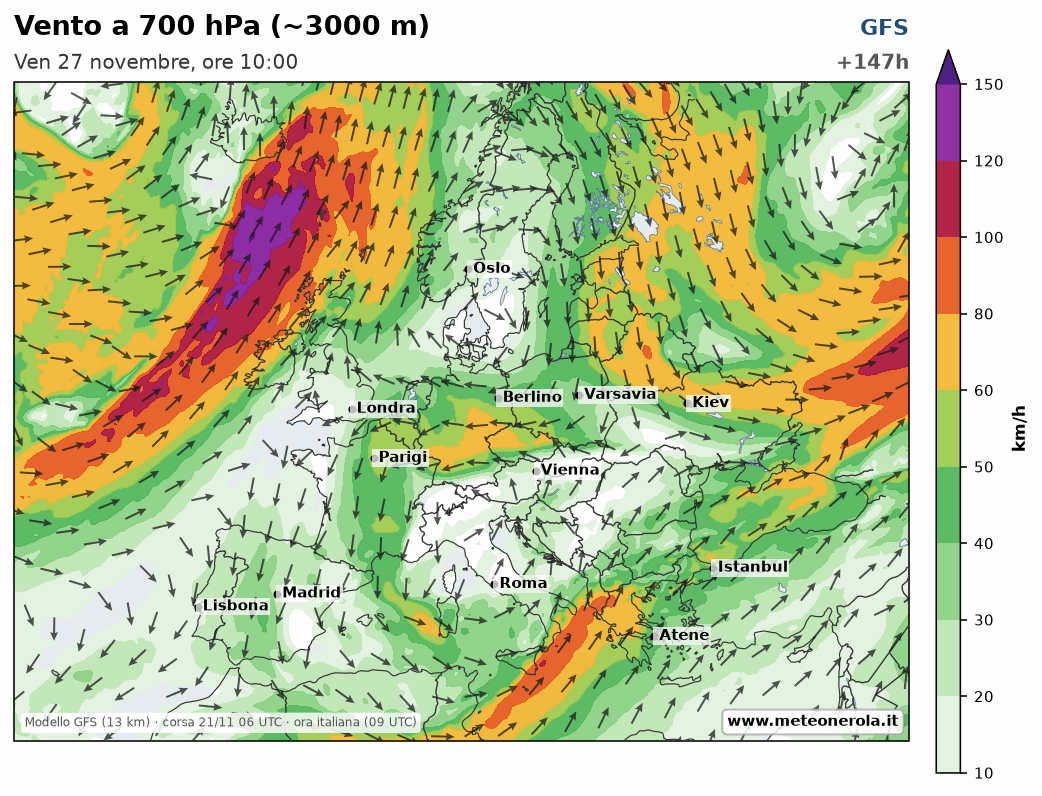 Vento a 700 hPa (~3000 m)
GFS
Ven 27 novembre, ore 10:00
+147h
150
120
100
80
60
50
40
30
20
10
km/h
Oslo
Berlino
Varsavia
Kiev
Londra
Parigi
Vienna
Istanbul
Roma
Madrid
Lisbona
Atene
Modello GFS (13 km) · corsa 21/11 06 UTC · ora italiana (09 UTC)
www.meteonerola.it